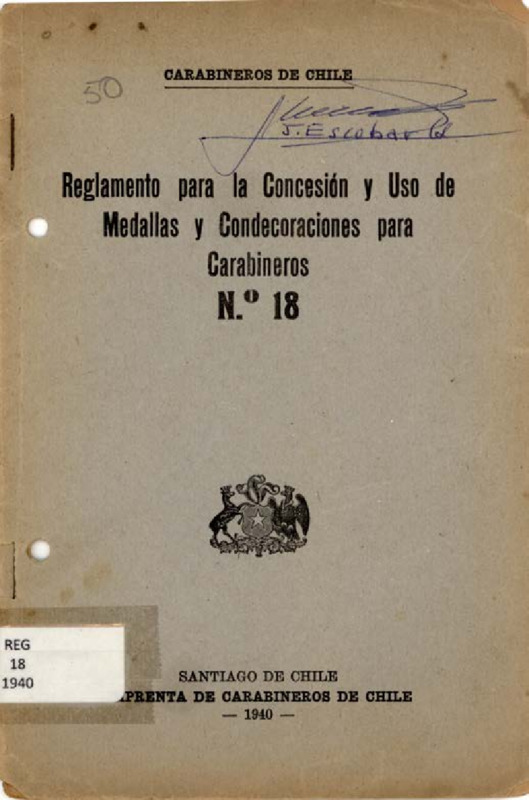 CARABINEROS DE CHILE
50
J. Escobar
Reglamento para la Concesión y Uso de
Medallas y Condecoraciones para
Carabineros
N.º 18
REG
18
1940
SANTIAGO DE CHILE
PRENTA DE CARABINEROS DE CHILE
— 1940 —